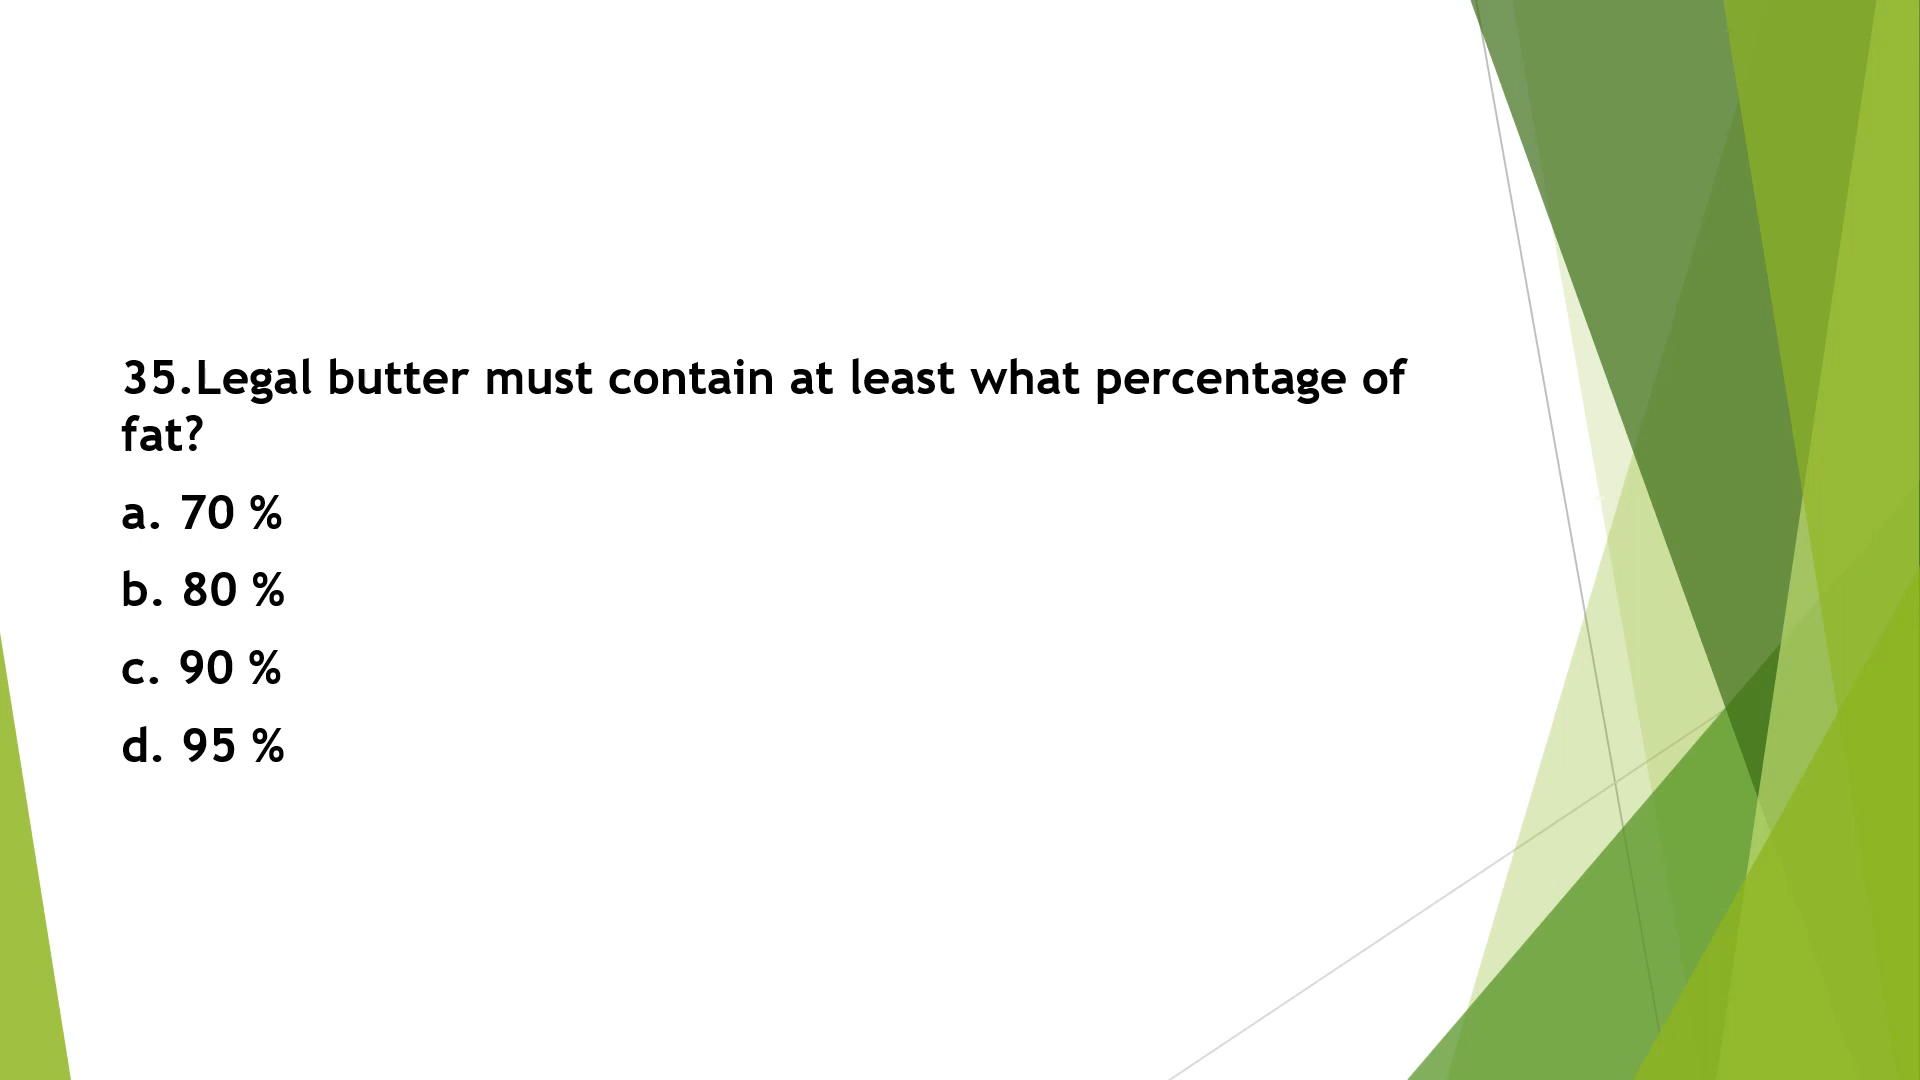 35.Legal butter must contain at least what percentage of
fat?
a. 70 %
b. 80 %
c. 90 %
d. 95 %